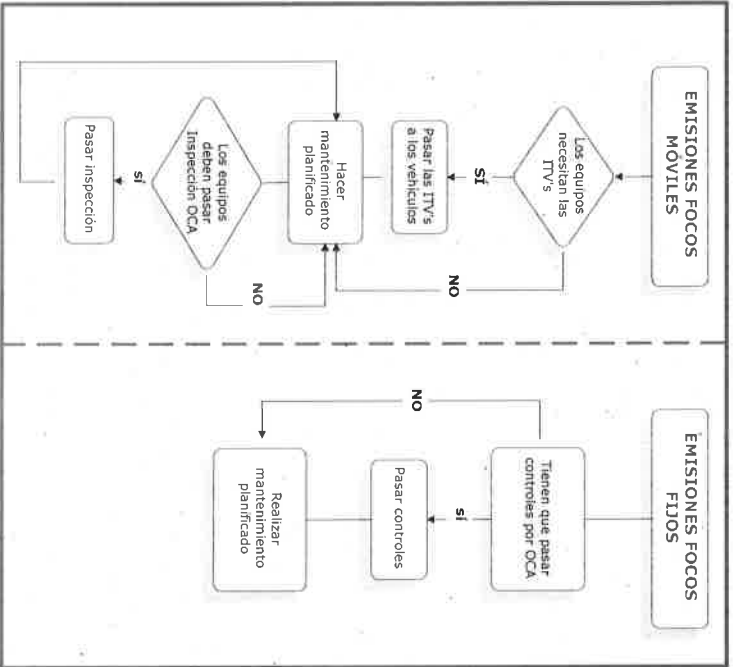 EMISIONES FOCOS
MÓVILES
Los equipos
necesitan las
ITV's
SÍ
NO
Pasar las ITV's
a los vehículos
Hacer
mantenimiento
planificado
Los equipos
deben pasar
Inspección OCA
NO
sí
Pasar inspección
EMISIONES FOCOS
FIJOS
Tienen que pasar
controles por OCA
NO
sí
Pasar controles
Realizar
mantenimiento
planificado